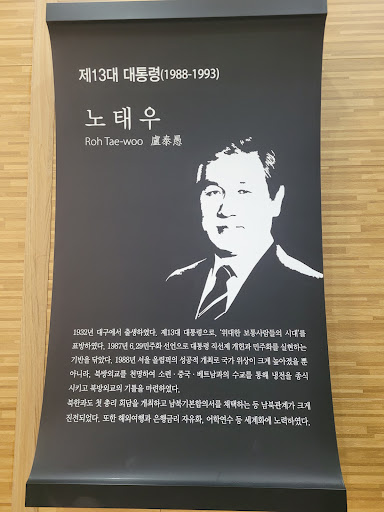 제13대 대통령(1988-1993)
노태우
Roh Tae-woo 盧泰愚
1932년 대구에서 출생하였다. 제13대 대통령으로, '위대한 보통사람들의 시대'를
표방하였다. 1987년 6.29민주화 선언으로 대통령 직선제 개헌과 민주화를 실현하는
기반을 닦았다. 1988년 서울 올림픽의 성공적 개최로 국가 위상이 크게 높아졌을 뿐
아니라, 북방외교를 천명하여 소련·중국·베트남과의 수교를 통해 냉전을 종식
시키고 북방외교의 기틀을 마련하였다.
북한과도 첫 총리 회담을 개최하고 남북기본합의서를 채택하는 등 남북관계가 크게
진전되었다. 또한 해외여행과 은행금리 자유화, 어학연수 등 세계화에 노력하였다.